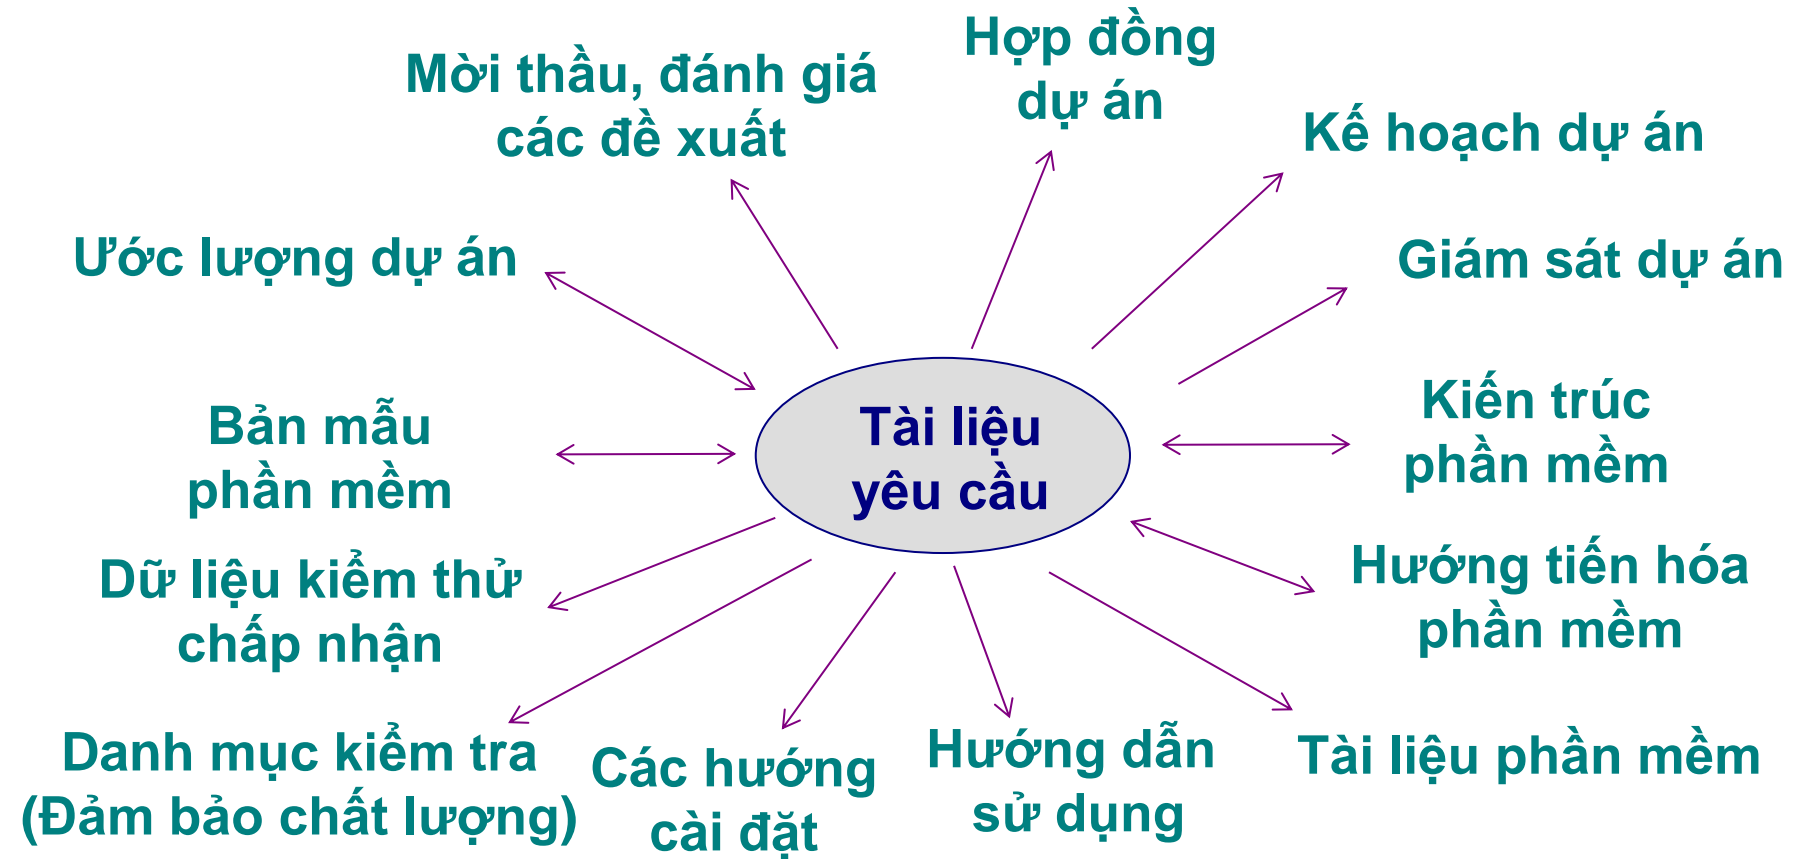 Hợp đồng
dự án
Mời thầu, đánh giá
các đề xuất
Kế hoạch dự án
Ước lượng dự án
Giám sát dự án
Bản mẫu
phần mềm
Tài liệu
yêu cầu
Kiến trúc
phần mềm
Dữ liệu kiểm thử
chấp nhận
Hướng tiến hóa
phần mềm
Danh mục kiểm tra
(Đảm bảo chất lượng)
Các hướng
cài đặt
Hướng dẫn
sử dụng
Tài liệu phần mềm